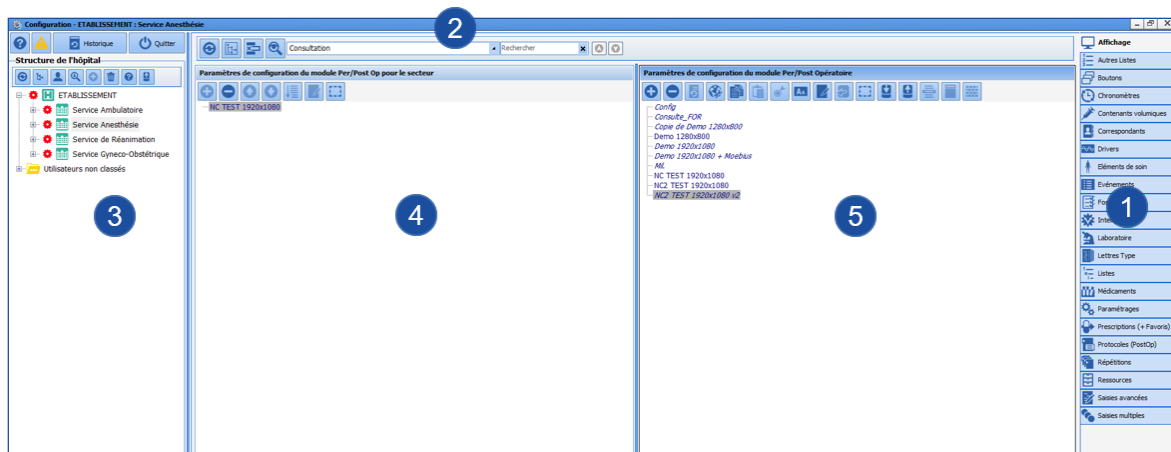 Configuration - ETABLISSEMENT : Service Anesthésie
2
Historique
Quitter
Consultation
Rechercher
Structure de l'hôpital
ETABLISSEMENT
Service Ambulatoire
Service Anesthésie
Service de Réanimation
Service Gyneco-Obstétrique
Utilisateurs non classés
3
Paramètres de configuration du module Per/Post Op pour le secteur
NC TEST 1920x1080
4
Paramètres de configuration du module Per/Post Opératoire
Aa
Config
Consulte_FOR
Copie de Demo 1280x800
Demo 1280x800
Demo 1920x1080
Demo 1920x1080 + Moebius
MIL
NC TEST 1920x1080
NC2 TEST 1920x1080
NC2 TEST 1920x1080 v2
5
Affichage
Autres Listes
Boutons
Chronomètres
Contenants volumiques
Correspondants
Drivers
Eléments de soin
Evénements
1
Laboratoire
Lettres Type
Listes
Médicaments
Paramétrages
Prescriptions (+ Favoris)
Protocoles (PostOp)
Répétitions
Ressources
Saisies avancées
Saisies multiples